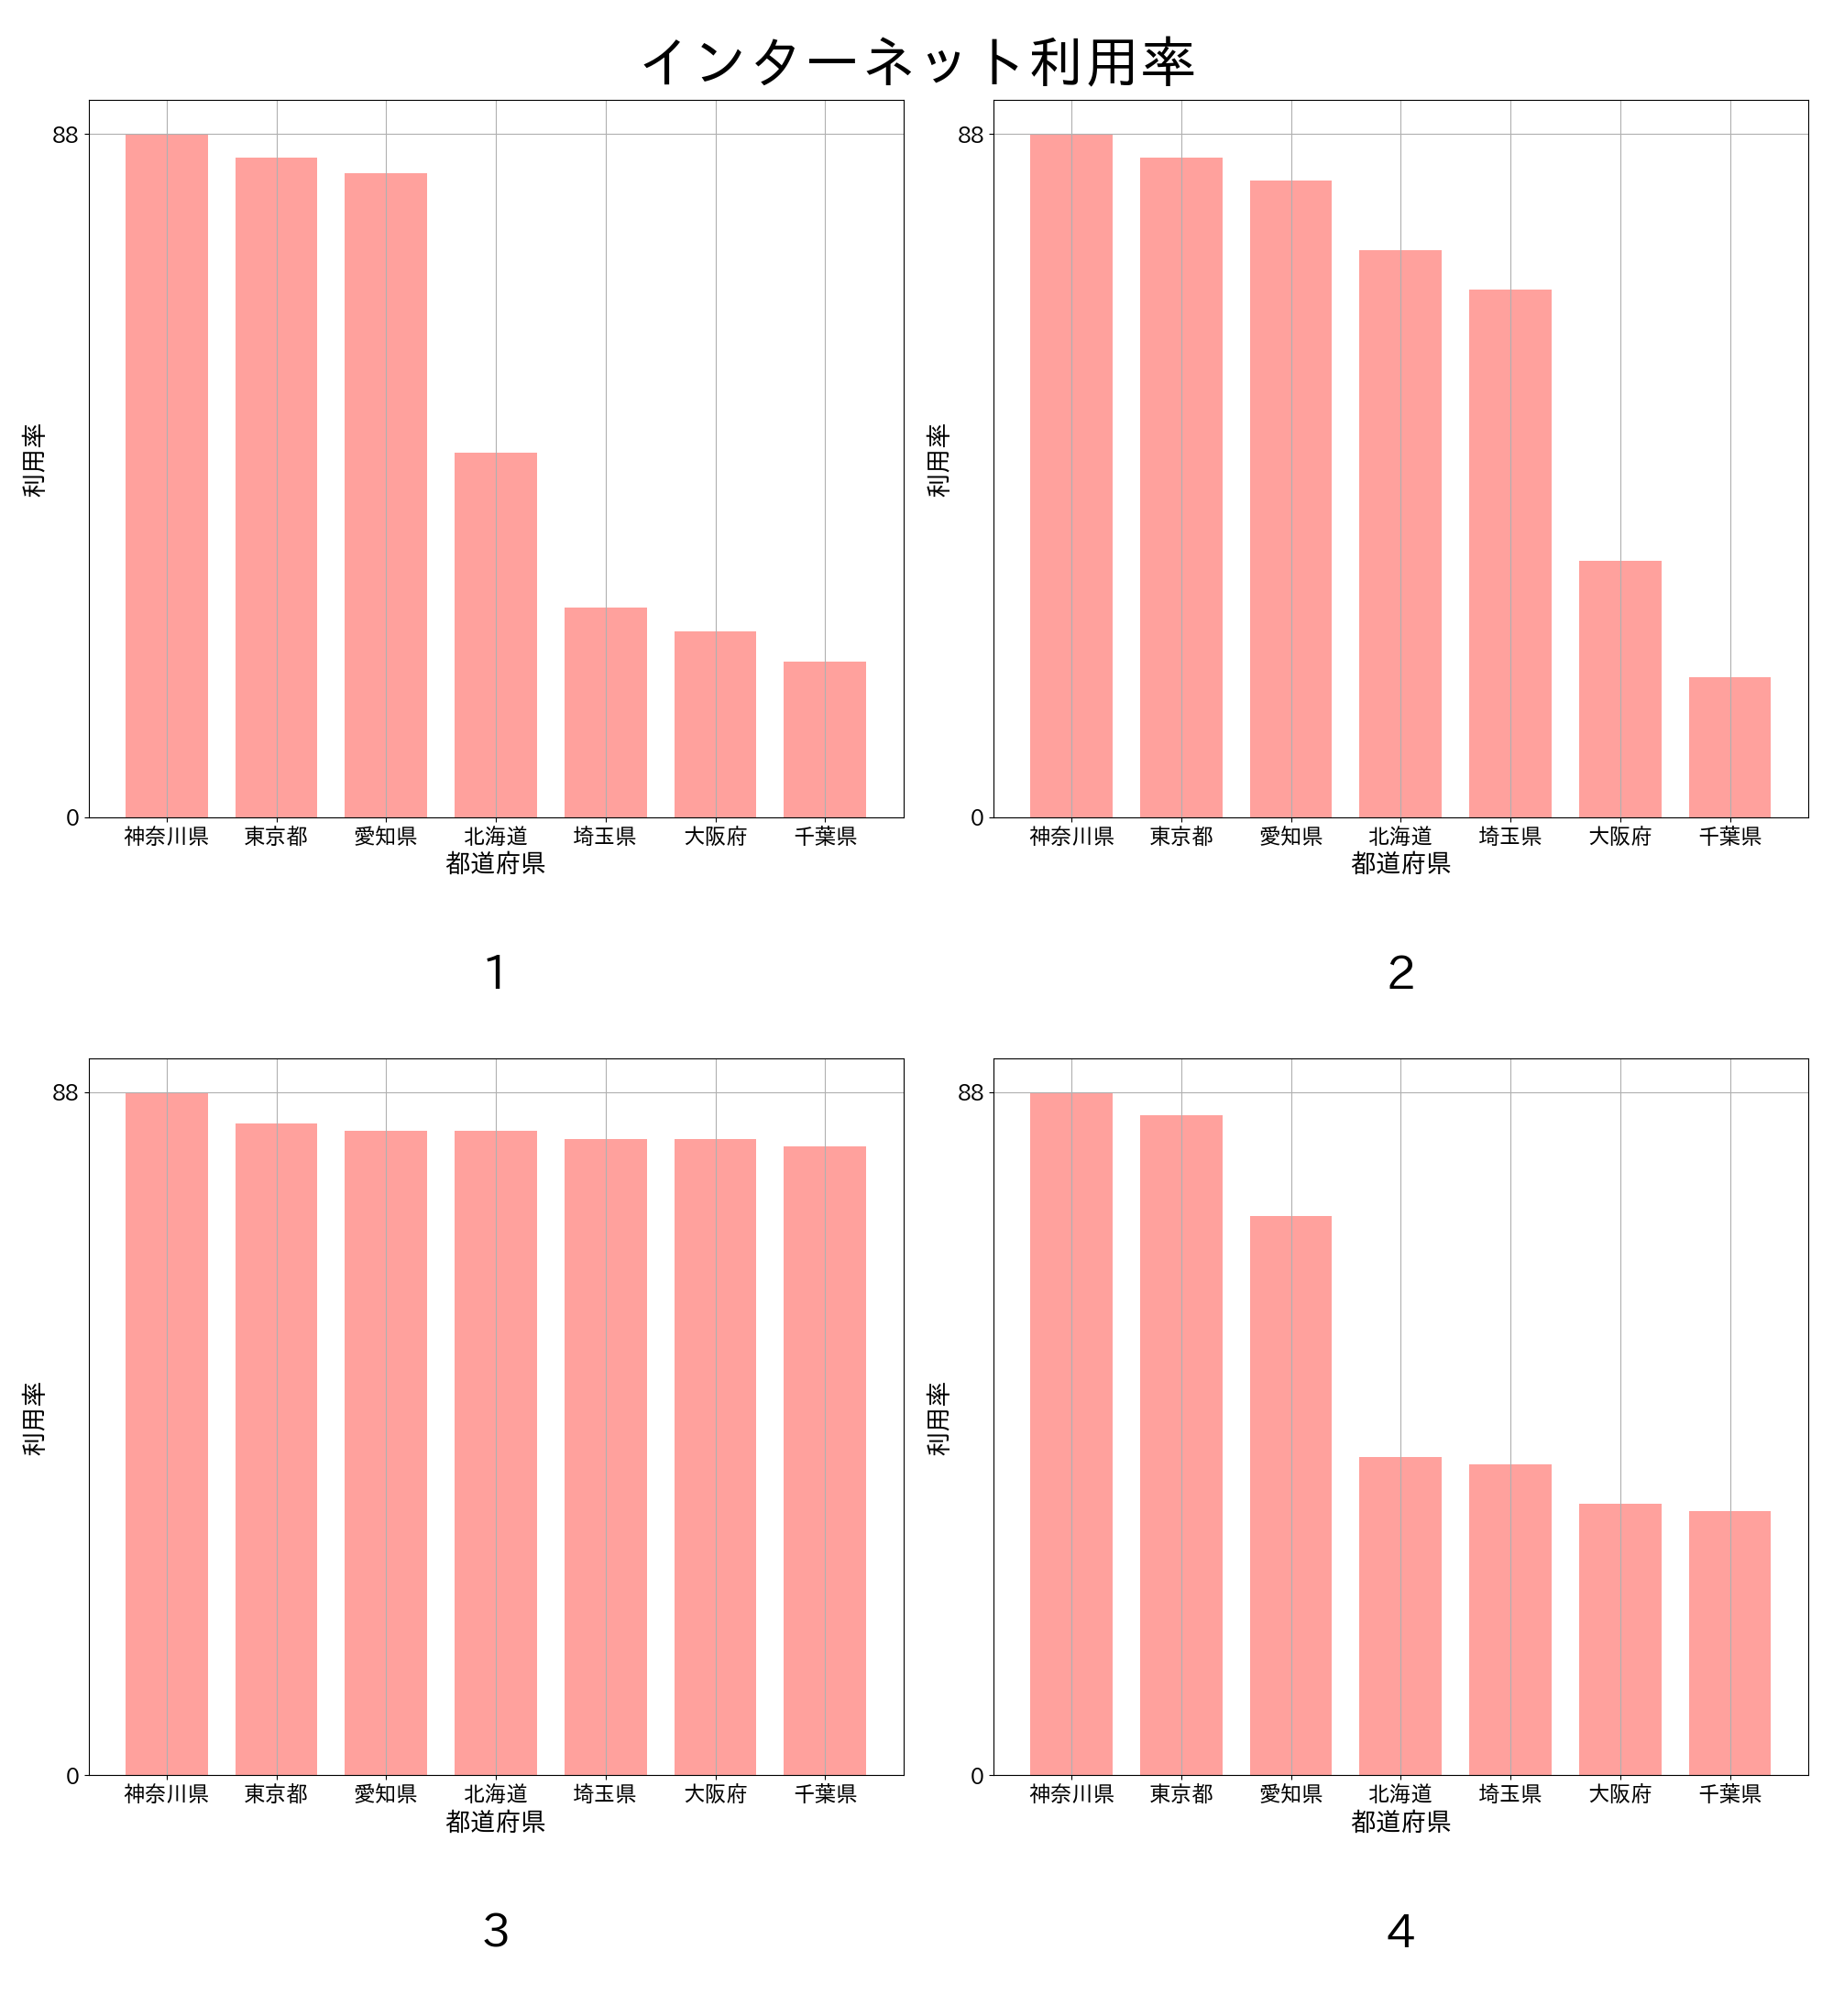 インターネット利用率
88
0
利用率
神奈川県 東京都 愛知県 北海道 埼玉県 大阪府 千葉県
都道府県
1
88
0
利用率
神奈川県 東京都 愛知県 北海道 埼玉県 大阪府 千葉県
都道府県
2
88
0
利用率
神奈川県 東京都 愛知県 北海道 埼玉県 大阪府 千葉県
都道府県
3
88
0
利用率
神奈川県 東京都 愛知県 北海道 埼玉県 大阪府 千葉県
都道府県
4